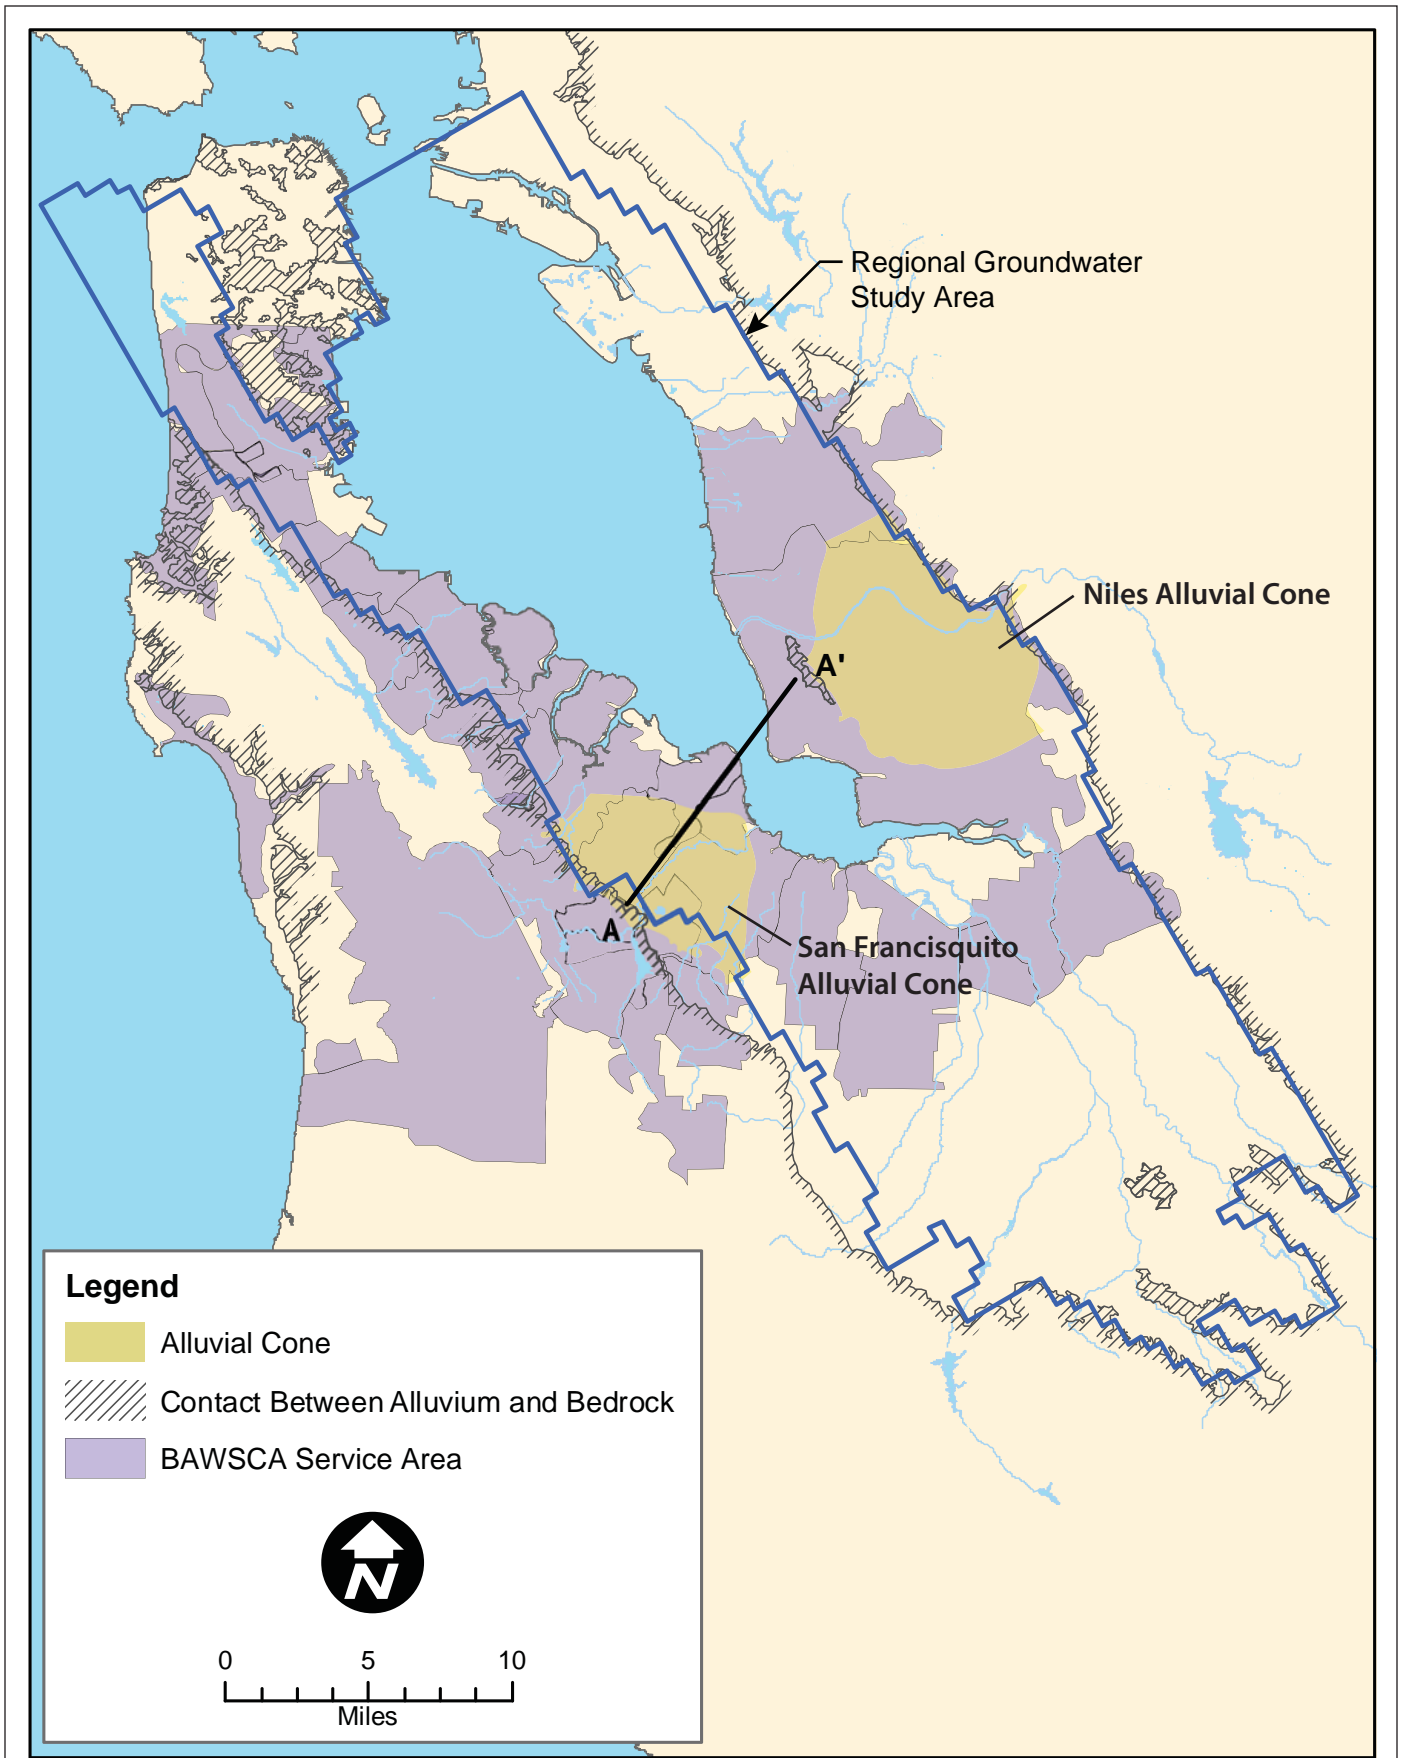 Regional Groundwater
Study Area
Niles Alluvial Cone
A'
A
San Francisquito
Alluvial Cone
Legend
Alluvial Cone
Contact Between Alluvium and Bedrock
BAWSCA Service Area
N
0 5 10
Miles